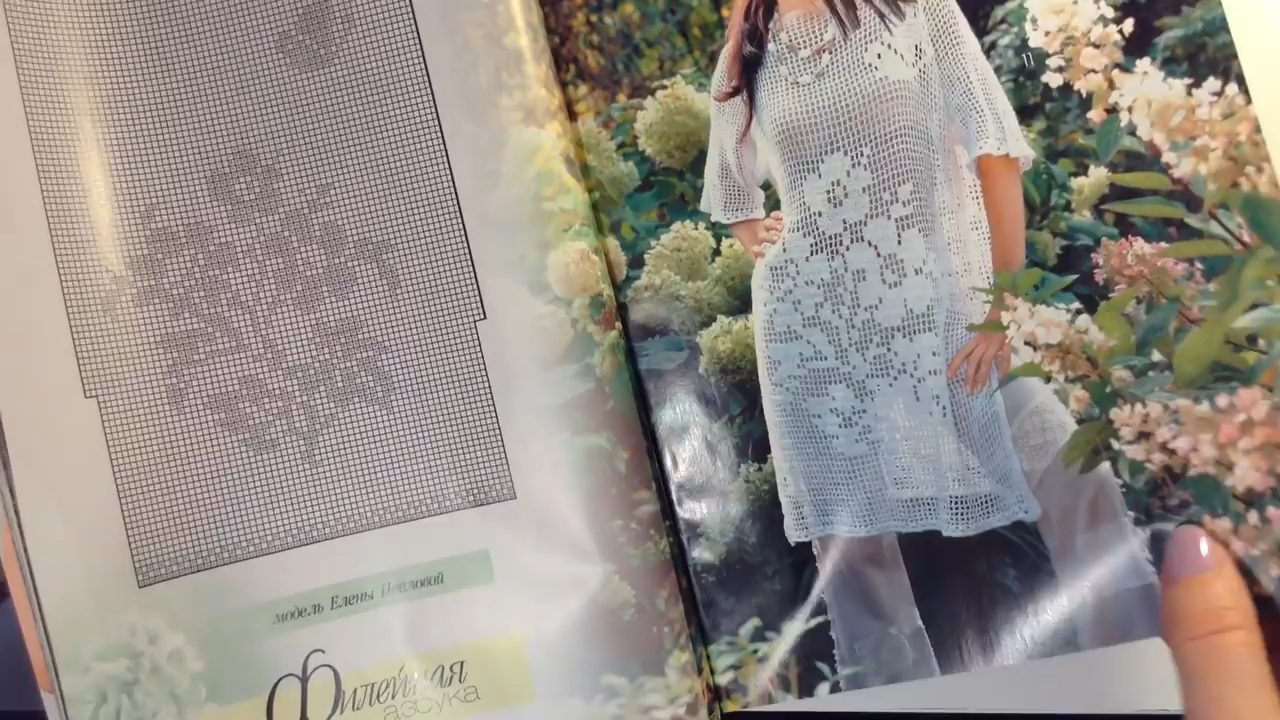 модель Елены
Филейная
азбука